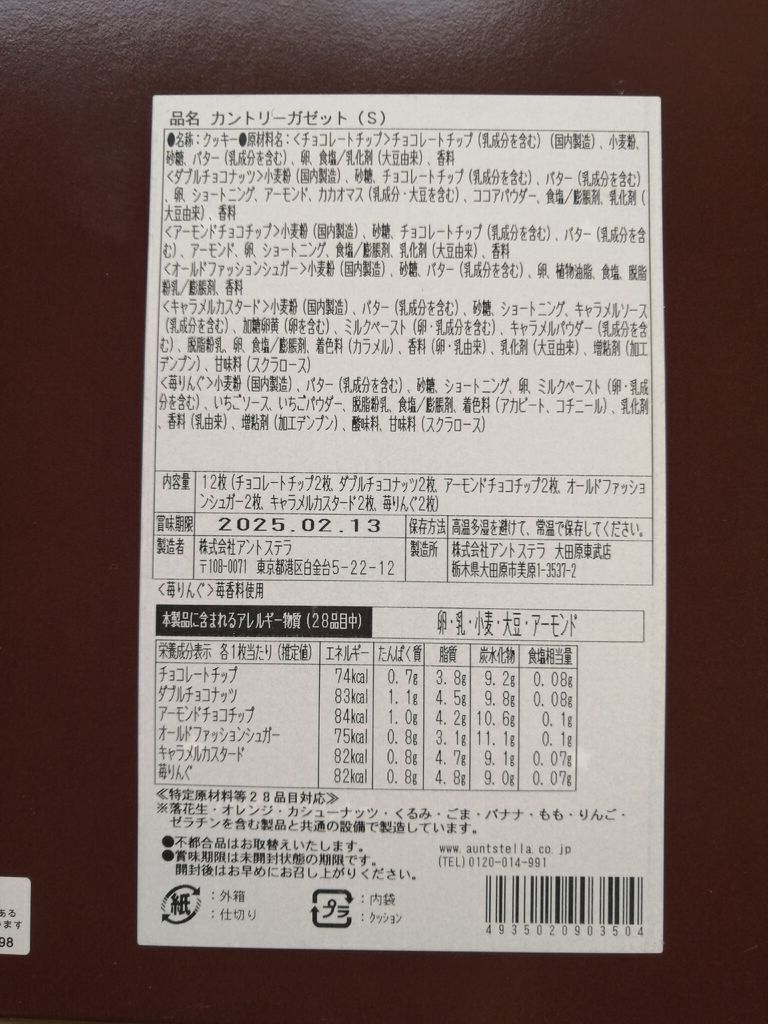 品名 カントリーガゼット(S)
●名称:クッキー●原材料名:<チョコレートチップ>チョコレートチップ(乳成分を含む)(国内製造)、小麦粉、
砂糖、バター(乳成分を含む)、卵、食塩/乳化剤(大豆由来)、香料
<ダブルチョコナッツ>小麦粉(国内製造)、砂糖、チョコレートチップ(乳成分を含む)、バター(乳成分を含む)
、卵、ショートニング、アーモンド、カカオマス(乳成分・大豆を含む)、ココアパウダー、食塩/膨脹剤、乳化剤(
大豆由来)、香料
<アーモンドチョコチップ>小麦粉(国内製造)、砂糖、チョコレートチップ(乳成分を含む)、バター(乳成分を含
む)、アーモンド、卵、ショートニング、食塩/膨脹剤、乳化剤(大豆由来)、香料
<オールドファッションシュガー>小麦粉(国内製造)、砂糖、バター(乳成分を含む)、卵、植物油脂、食塩、脱脂
粉乳/膨脹剤、香料
<キャラメルカスタード>小麦粉(国内製造)、バター(乳成分を含む)、砂糖、ショートニング、キャラメルソース
(乳成分を含む)、加糖卵黄(卵を含む)、ミルクペースト(卵・乳成分を含む)、キャラメルパウダー(乳成分を含
む)、脱脂粉乳、卵、食塩/膨脹剤、着色料(カラメル)、香料(卵・乳由来)、乳化剤(大豆由来)、増粘剤(加工
デンプン)、甘味料(スクラロース)
<苺りんぐ>小麦粉(国内製造)、バター(乳成分を含む)、砂糖、ショートニング、卵、ミルクペースト(卵・乳成
分を含む)、いちごソース、いちごパウダー、脱脂粉乳、食塩/膨脹剤、着色料(アカビート、コチニール)、乳化剤
、香料(乳由来)、増粘剤(加工デンプン)、酸味料、甘味料(スクラロース)
内容量 12枚(チョコレートチップ2枚、ダブルチョコナッツ2枚、アーモンドチョコチップ2枚、オールドファッショ
ンシュガー2枚、キャラメルカスタード2枚、苺りんぐ2枚)
賞味期限 2025.02.13 保存方法 高温多湿を避けて、常温で保存してください。
製造者 株式会社アントステラ 製造所 株式会社アントステラ 大田原東武店
〒108-0071 東京都港区白金台5-22-12 栃木県大田原市美原1-3537-2
<苺りんぐ>苺香料使用
本製品に含まれるアレルギー物質(28品目中) 卵・乳・小麦・大豆・アーモンド
栄養成分表示 各1枚当たり(推定値) エネルギー たんぱく質 脂質 炭水化物 食塩相当量
チョコレートチップ 74kcal 0.7g 3.8g 9.2g 0.08g
ダブルチョコナッツ 83kcal 1.1g 4.5g 9.8g 0.08g
アーモンドチョコチップ 84kcal 1.0g 4.2g 10.6g 0.1g
オールドファッションシュガー 75kcal 0.8g 3.1g 11.1g 0.1g
キャラメルカスタード 82kcal 0.8g 4.7g 9.1g 0.07g
苺りんぐ 82kcal 0.8g 4.8g 9.0g 0.07g
≪特定原材料等28品目対応≫
※落花生・オレンジ・カシューナッツ・くるみ・ごま・バナナ・もも・りんご・
ゼラチンを含む製品と共通の設備で製造しています。
●不都合品はお取替えいたします。
●賞味期限は未開封状態の期限です。
開封後はお早めにお召し上がりください。
www.auntstella.co.jp
(TEL)0120-014-991
紙 :外箱
:仕切り
プラ :内袋
:クッション
4935020903504
ある
います
98